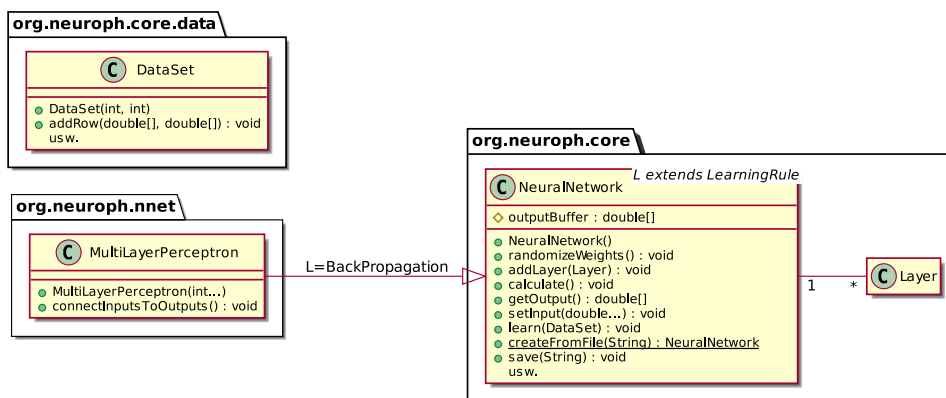 org.neuroph.core.data
C DataSet
DataSet(int, int)
addRow(double[], double[]) : void
usw.
org.neuroph.nnet
C MultiLayerPerceptron
MultiLayerPerceptron(int...)
connectInputsToOutputs() : void
L=BackPropagation
org.neuroph.core
L extends LearningRule
C NeuralNetwork
outputBuffer : double[]
NeuralNetwork()
randomizeWeights() : void
addLayer(Layer) : void
calculate() : void
getOutput() : double[]
setInput(double...) : void
learn(DataSet) : void
createFromFile(String) : NeuralNetwork
save(String) : void
usw.
1 *
C Layer